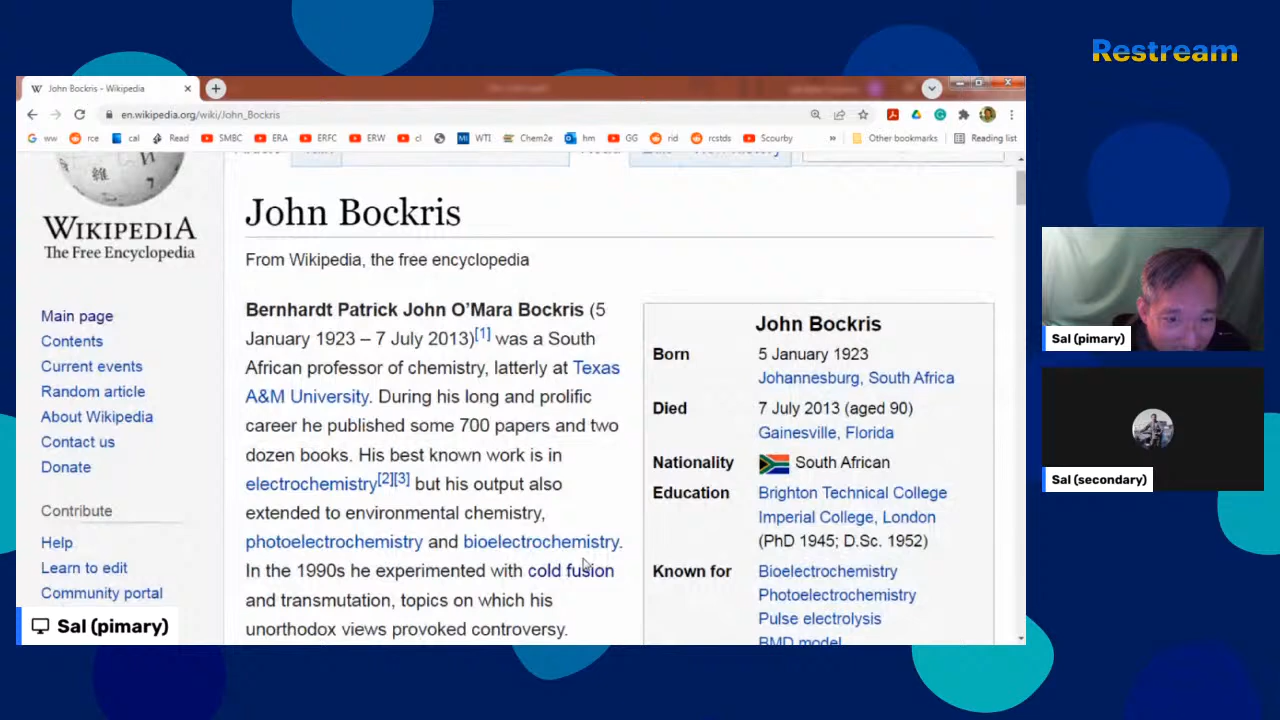 Restream
John Bockris - Wikipedia
en.wikipedia.org/wiki/John_Bockris
ww rce cal Read SMBC ERA ERFC ERW cl WTI Chem2e hm GG rid rcstds Scourby » Other bookmarks Reading list
WIKIPEDIA
The Free Encyclopedia
Main page
Contents
Current events
Random article
About Wikipedia
Contact us
Donate
Contribute
Help
Learn to edit
Community portal
John Bockris
From Wikipedia, the free encyclopedia
Bernhardt Patrick John O’Mara Bockris (5
January 1923 – 7 July 2013)[1] was a South
African professor of chemistry, latterly at Texas
A&M University. During his long and prolific
career he published some 700 papers and two
dozen books. His best known work is in
electrochemistry[2][3] but his output also
extended to environmental chemistry,
photoelectrochemistry and bioelectrochemistry.
In the 1990s he experimented with cold fusion
and transmutation, topics on which his
unorthodox views provoked controversy.
John Bockris
Born 5 January 1923
Johannesburg, South Africa
Died 7 July 2013 (aged 90)
Gainesville, Florida
Nationality South African
Education Brighton Technical College
Imperial College, London
(PhD 1945; D.Sc. 1952)
Known for Bioelectrochemistry
Photoelectrochemistry
Pulse electrolysis
BMD model
Sal (pimary)
Sal (pimary)
Sal (secondary)